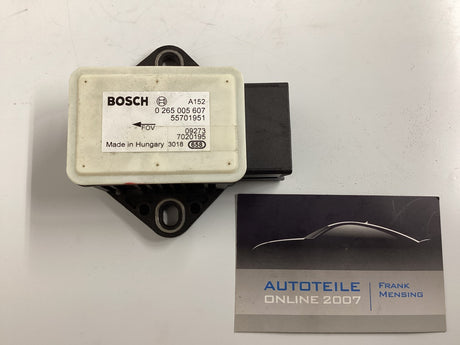 BOSCH A152
0 265 005 607
55701951
FOV
09273
7020195
Made in Hungary 3018 658
AUTOTEILE
ONLINE 2007
FRANK
MENSING